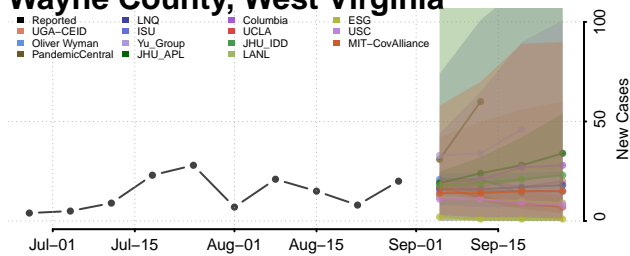 Wayne County, West Virginia
Reported LNQ Columbia ESG
UGA−CEID ISU UCLA USC
Oliver Wyman Yu_Group JHU_IDD MIT−CovAlliance
PandemicCentral JHU_APL LANL
100
50
0
New Cases
Jul−01 Jul−15 Aug−01 Aug−15 Sep−01 Sep−15